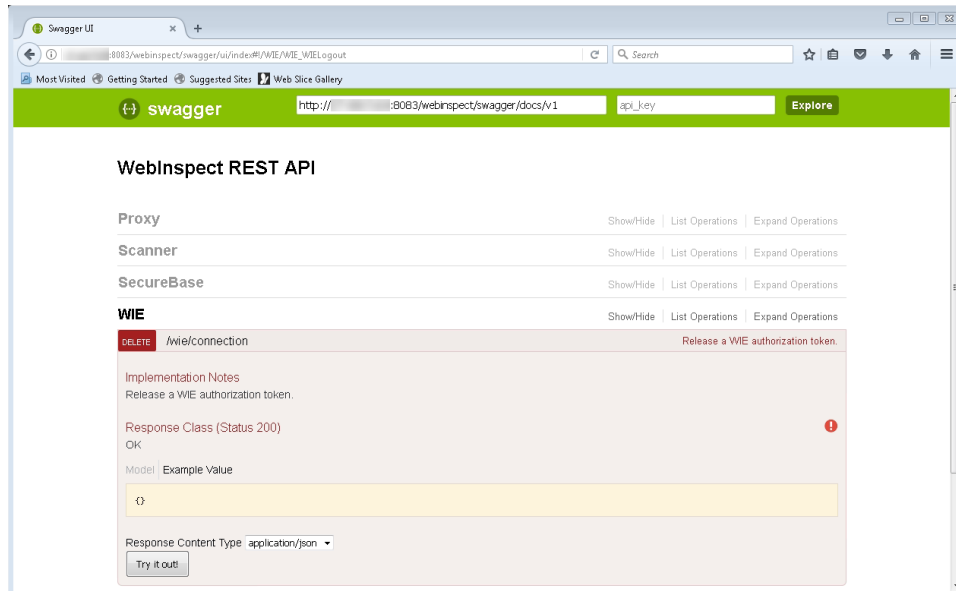 Swagger UI
:8083/webinspect/swagger/ui/index#!/WIE/WIE_WIELogout
Search
Most Visited Getting Started Suggested Sites Web Slice Gallery
swagger http:// :8083/webinspect/swagger/docs/v1 api_key Explore
WebInspect REST API
Proxy Show/Hide List Operations Expand Operations
Scanner Show/Hide List Operations Expand Operations
SecureBase Show/Hide List Operations Expand Operations
WIE Show/Hide List Operations Expand Operations
DELETE /wie/connection Release a WIE authorization token.
Implementation Notes
Release a WIE authorization token.
Response Class (Status 200)
OK
Model Example Value
{}
Response Content Type application/json
Try it out!